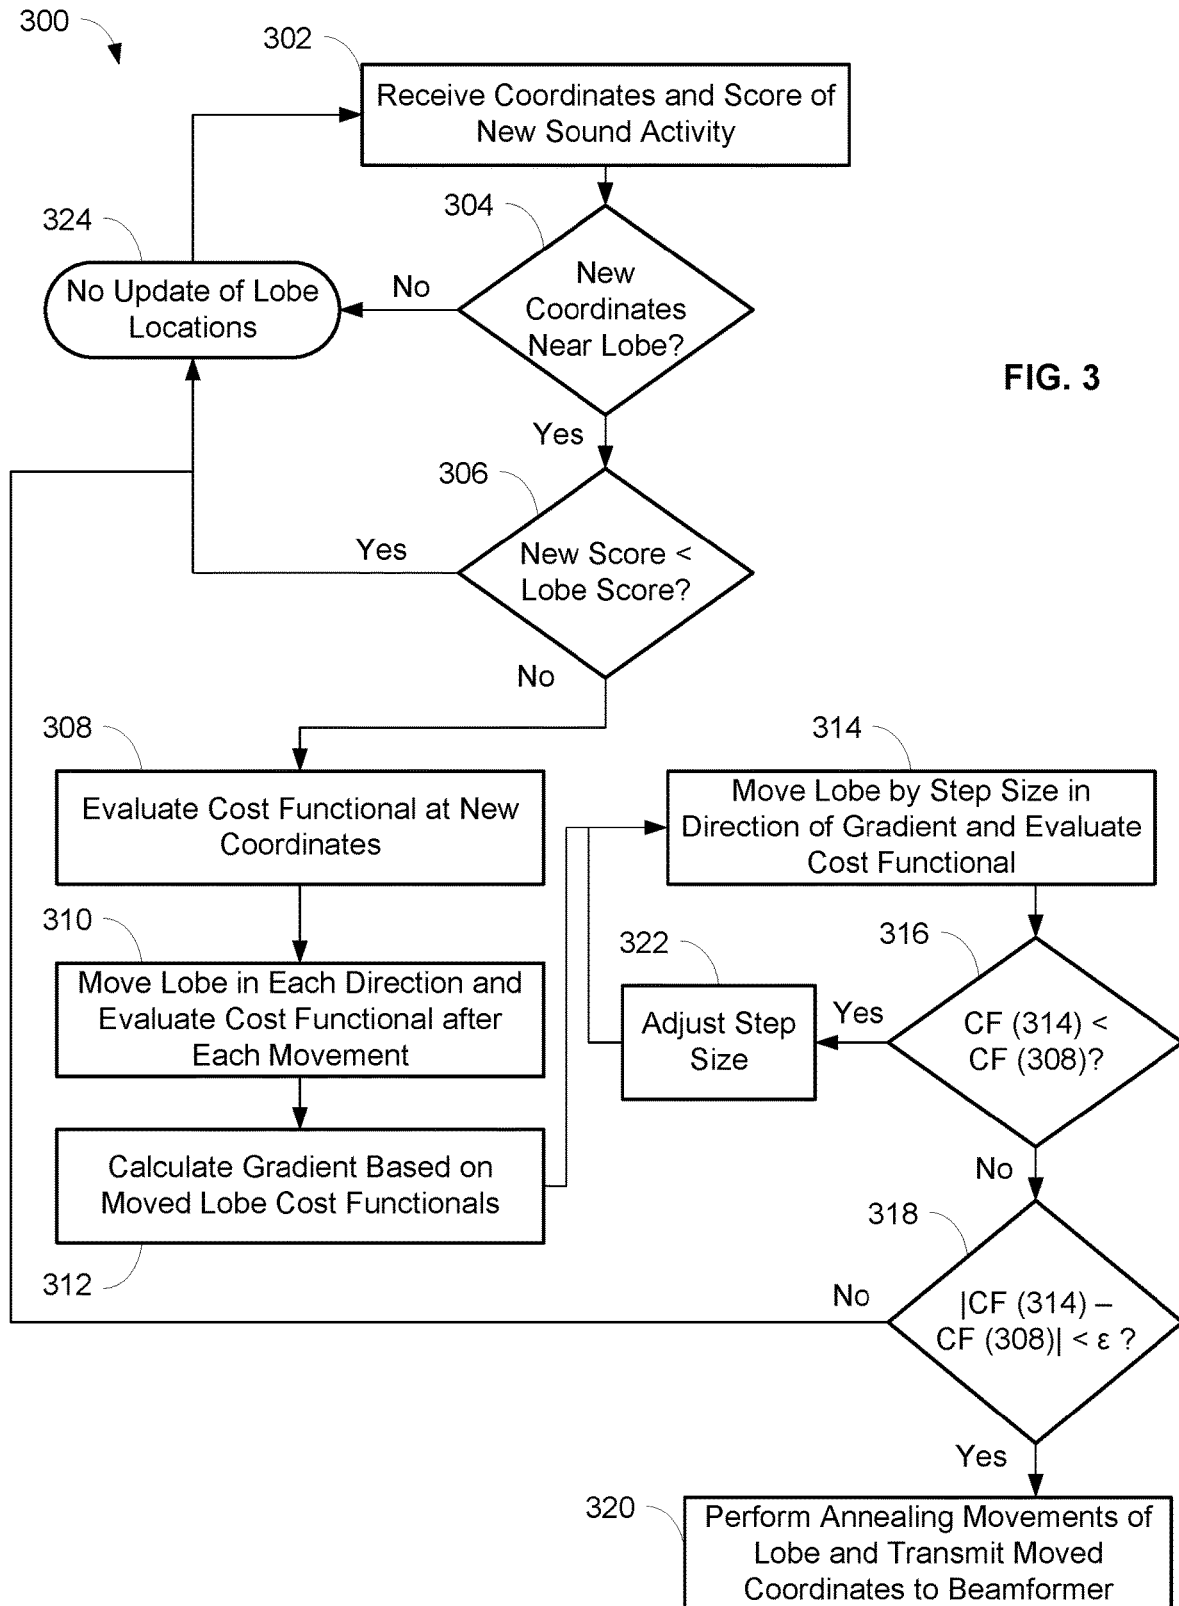 300
302
Receive Coordinates and Score of
New Sound Activity
324
No Update of Lobe
Locations
304
No
New
Coordinates
Near Lobe?
FIG. 3
Yes
306
Yes
New Score <
Lobe Score?
No
308
Evaluate Cost Functional at New
Coordinates
310
Move Lobe in Each Direction and
Evaluate Cost Functional after
Each Movement
Calculate Gradient Based on
Moved Lobe Cost Functionals
312
314
Move Lobe by Step Size in
Direction of Gradient and Evaluate
Cost Functional
322
Adjust Step
Size
316
Yes
CF (314) <
CF (308)?
No
318
No
|CF (314) –
CF (308)| < ε ?
Yes
320
Perform Annealing Movements of
Lobe and Transmit Moved
Coordinates to Beamformer